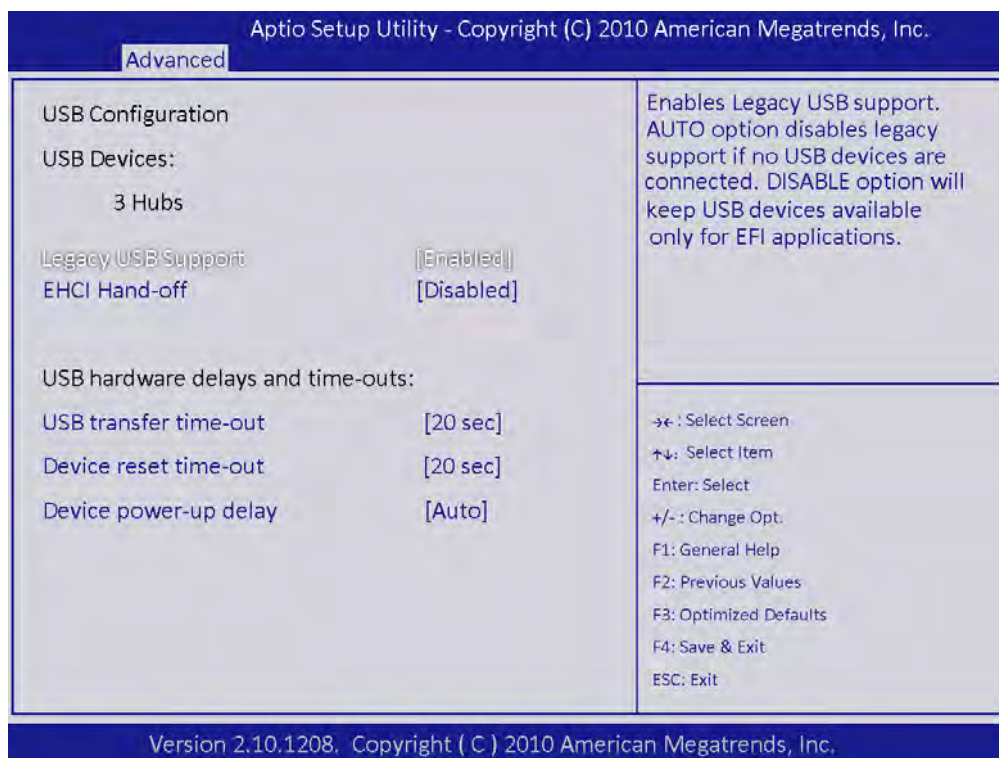 Aptio Setup Utility - Copyright (C) 2010 American Megatrends, Inc.
Advanced
USB Configuration
USB Devices:
3 Hubs
Legacy USB Support [Enabled]
EHCI Hand-off [Disabled]
USB hardware delays and time-outs:
USB transfer time-out [20 sec]
Device reset time-out [20 sec]
Device power-up delay [Auto]
Enables Legacy USB support.
AUTO option disables legacy
support if no USB devices are
connected. DISABLE option will
keep USB devices available
only for EFI applications.
→←: Select Screen
↑↓: Select Item
Enter: Select
+/-: Change Opt.
F1: General Help
F2: Previous Values
F3: Optimized Defaults
F4: Save & Exit
ESC: Exit
Version 2.10.1208. Copyright ( C ) 2010 American Megatrends, Inc.